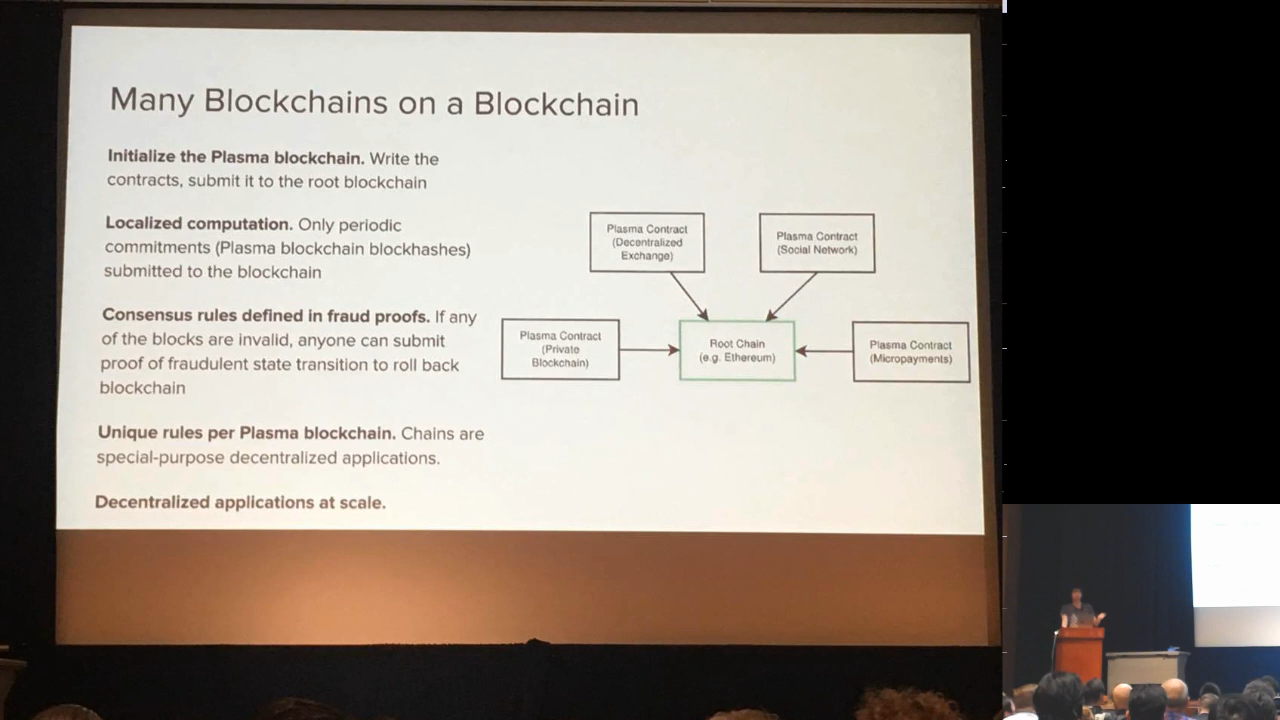 Many Blockchains on a Blockchain
Initialize the Plasma blockchain. Write the
contracts, submit it to the root blockchain
Localized computation. Only periodic
commitments (Plasma blockchain blockhashes)
submitted to the blockchain
Consensus rules defined in fraud proofs. If any
of the blocks are invalid, anyone can submit
proof of fraudulent state transition to roll back
blockchain
Unique rules per Plasma blockchain. Chains are
special-purpose decentralized applications.
Decentralized applications at scale.
Plasma Contract
(Decentralized
Exchange)
Plasma Contract
(Social Network)
Plasma Contract
(Private
Blockchain)
Root Chain
(e.g. Ethereum)
Plasma Contract
(Micropayments)